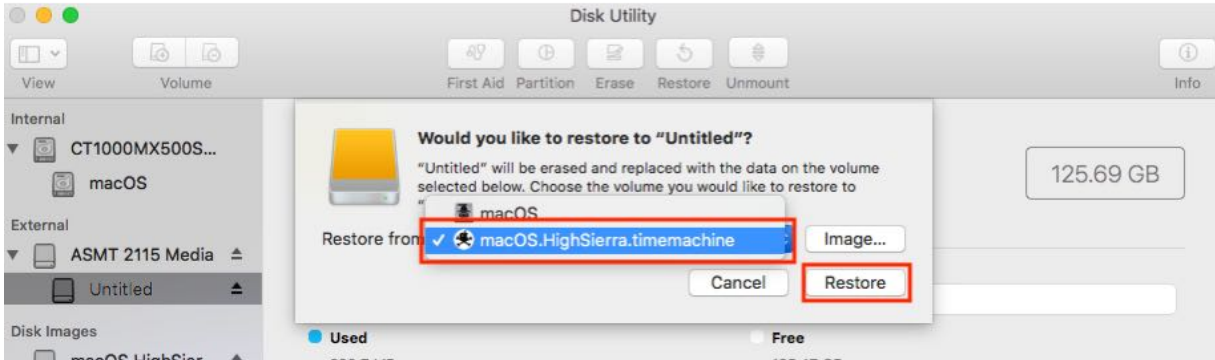 Disk Utility
View
Volume
First Aid
Partition
Erase
Restore
Unmount
Info
Internal
CT1000MX500S...
macOS
External
ASMT 2115 Media
Untitled
Disk Images
Would you like to restore to “Untitled”?
“Untitled” will be erased and replaced with the data on the volume
selected below. Choose the volume you would like to restore to
macOS
Restore from
macOS.HighSierra.timemachine
Image...
Cancel
Restore
125.69 GB
Used
Free